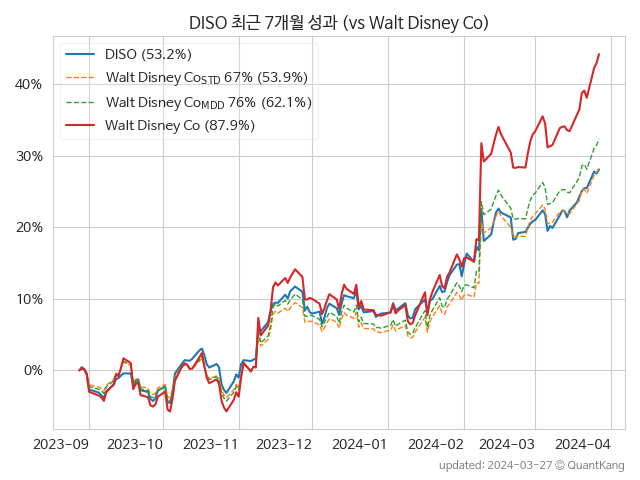 DISO 최근 7개월 성과 (vs Walt Disney Co)
DISO (53.2%)
Walt Disney CoSTD 67% (53.9%)
Walt Disney CoMDD 76% (62.1%)
Walt Disney Co (87.9%)
40%
30%
20%
10%
0%
2023-09 2023-10 2023-11 2023-12 2024-01 2024-02 2024-03 2024-04
updated: 2024-03-27 © QuantKang